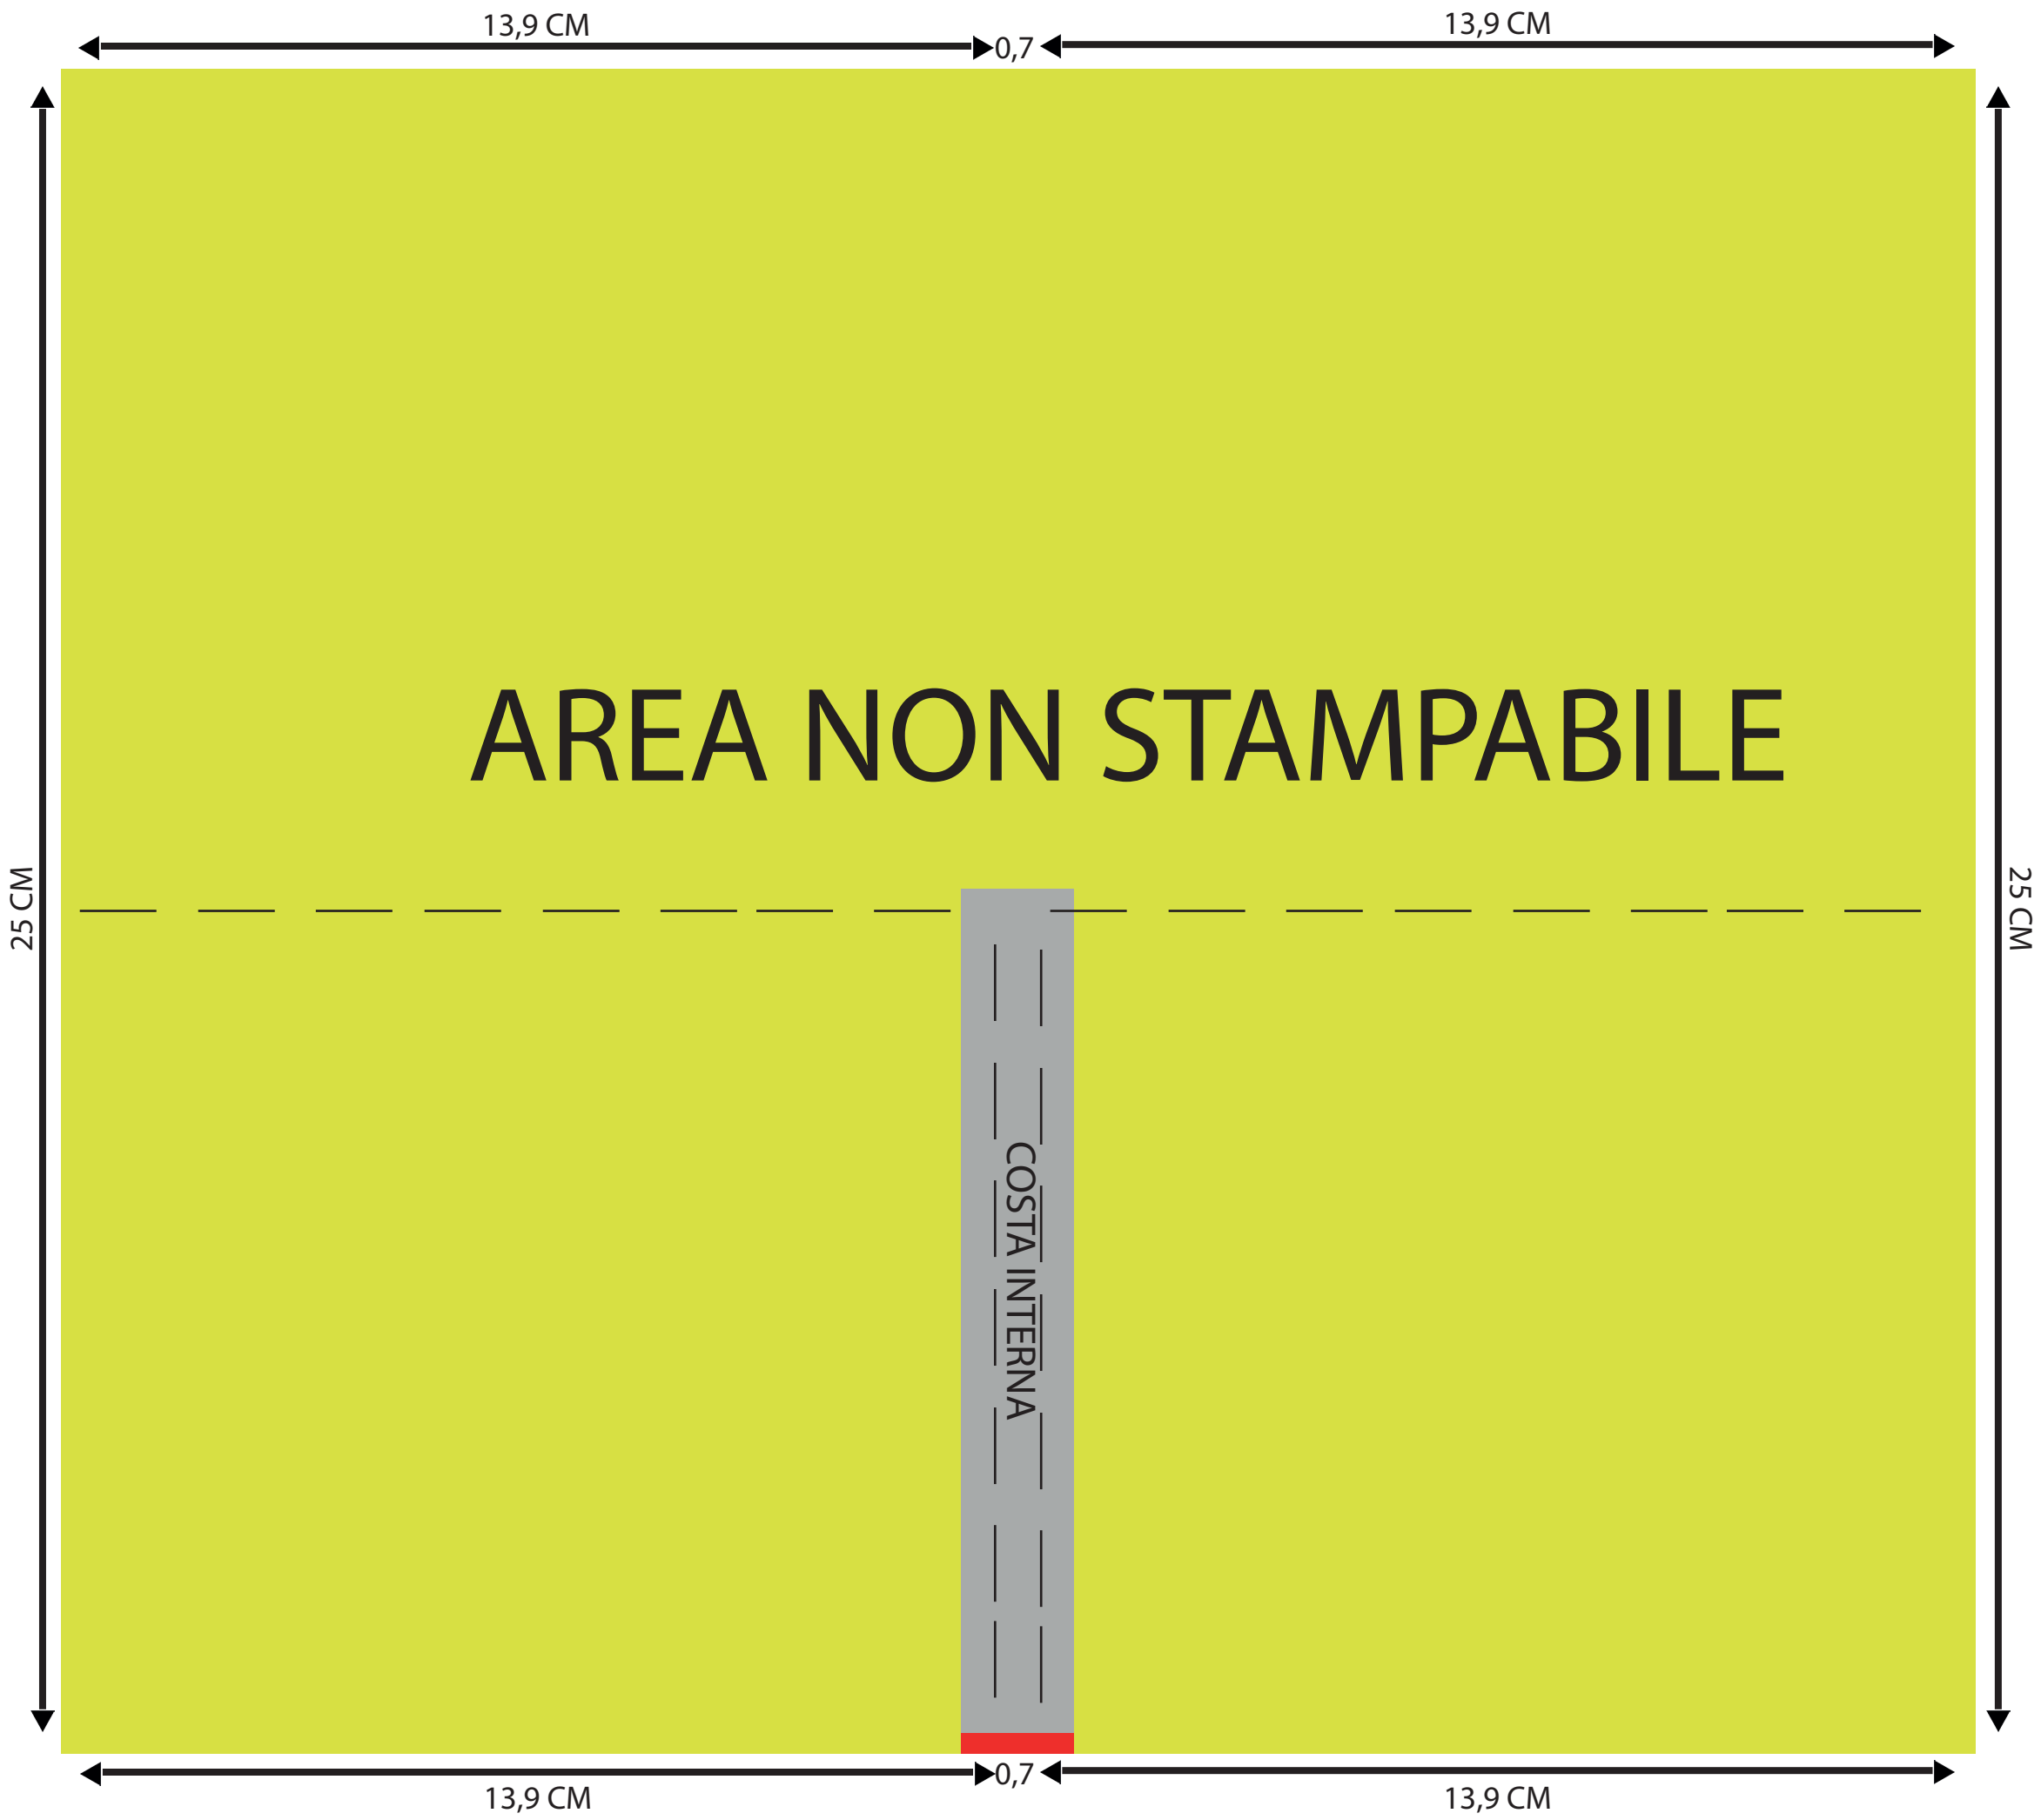 13,9 CM
0,7
13,9 CM
AREA NON STAMPABILE
25 CM
25 CM
COSTA INTERNA
13,9 CM
0,7
13,9 CM